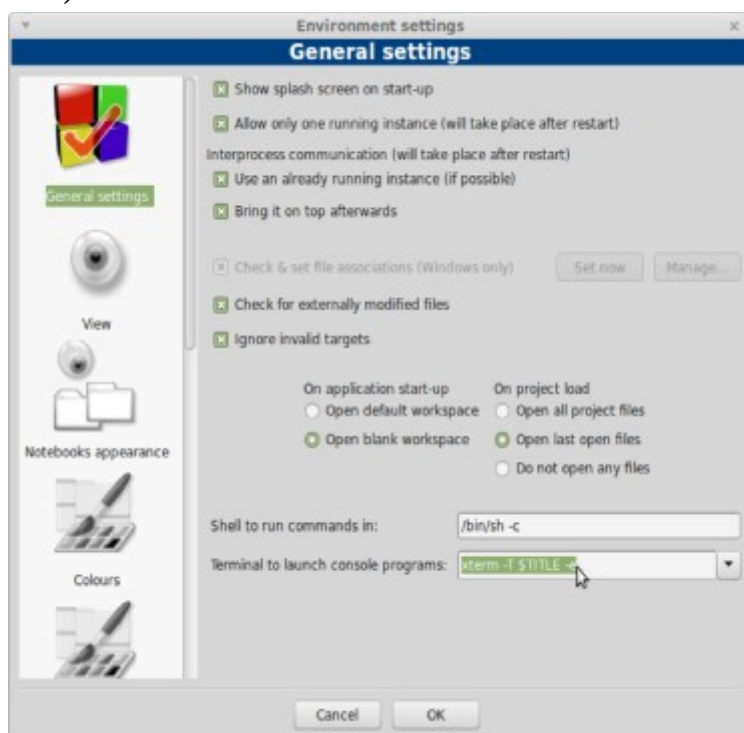 Environment settings
General settings
Show splash screen on start-up
Allow only one running instance (will take place after restart)
Interprocess communication (will take place after restart)
Use an already running instance (if possible)
Bring it on top afterwards
Check & set file associations (Windows only) Set now Manage...
Check for externally modified files
Ignore invalid targets
On application start-up On project load
Open default workspace Open all project files
Open blank workspace Open last open files
Do not open any files
Shell to run commands in: /bin/sh -c
Terminal to launch console programs: xterm -T $TITLE -e
General settings
View
Notebooks appearance
Colours
Cancel OK